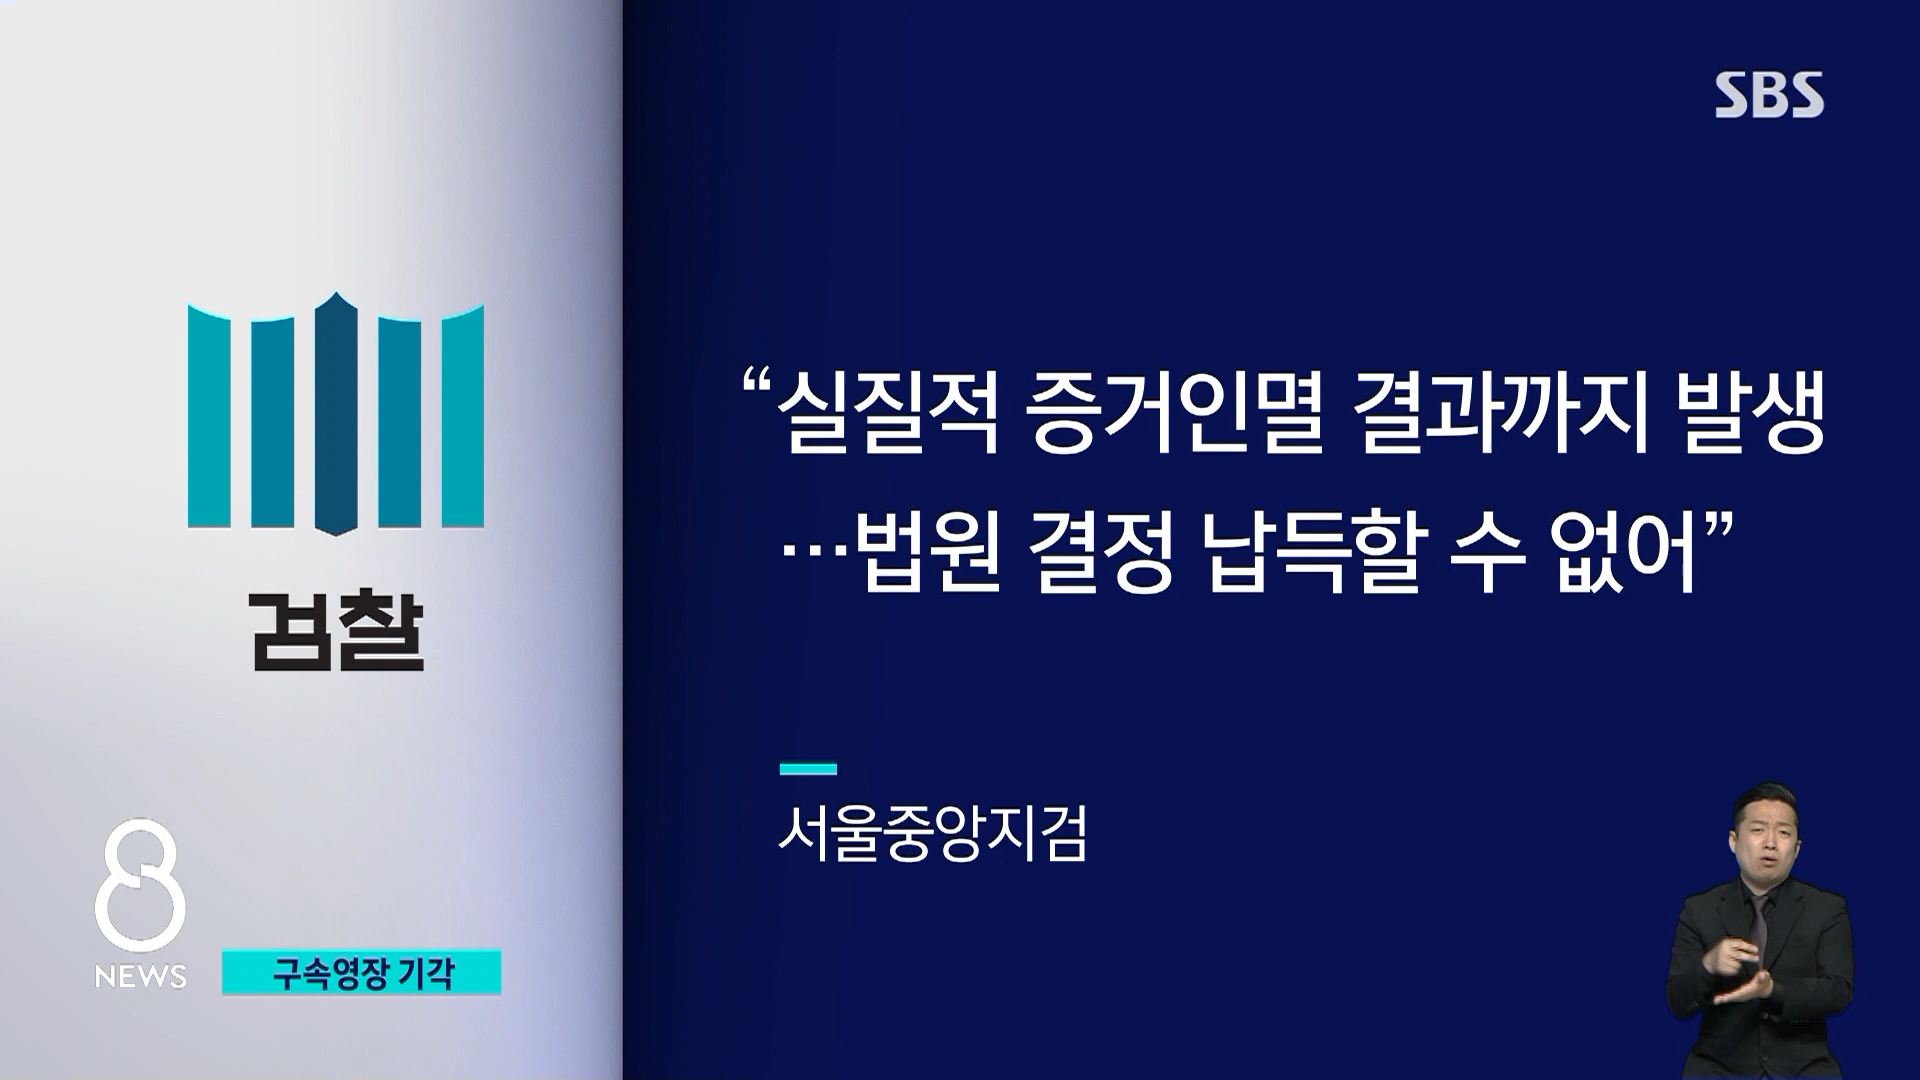 SBS
“실질적 증거인멸 결과까지 발생
…법원 결정 납득할 수 없어”
검찰
서울중앙지검
8
NEWS
구속영장 기각